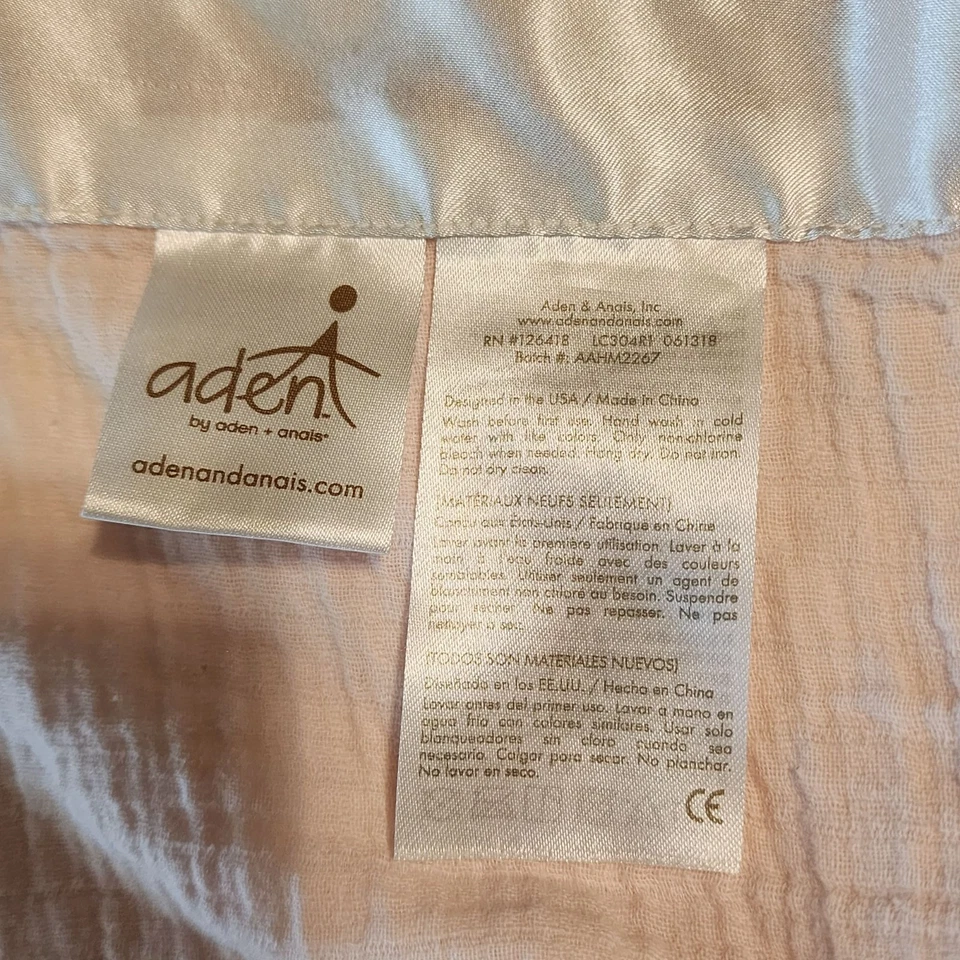 aden
by aden + anais®
adenandanais.com
Aden & Anais, Inc
www.adenandanais.com
RN #126418 LC304R1 061318
Batch #: AAHM2267
Designed in the USA / Made in China
Wash before first use. Hand wash in cold
water with like colors. Only non-chlorine
bleach when needed. Hang dry. Do not iron.
Do not dry clean.
(MATÉRIAUX NEUFS SEULEMENT)
Conçu aux États-Unis / Fabriqué en Chine
Laver avant la première utilisation. Laver à la
main à l'eau froide avec des couleurs
semblables. Utiliser seulement un agent de
blanchiment non chloré au besoin. Suspendre
pour sécher. Ne pas repasser. Ne pas
nettoyer à sec.
(TODOS SON MATERIALES NUEVOS)
Diseñado en los EE.UU. / Hecho en China
Lavar antes del primer uso. Lavar a mano en
agua fría con colores similares. Usar solo
blanqueadores sin cloro cuando sea
necesario. Colgar para secar. No planchar.
No lavar en seco.
CE